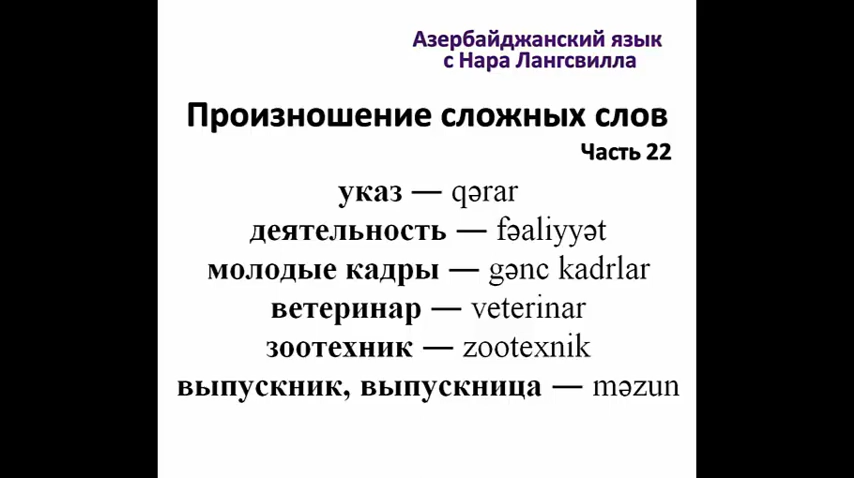 Азербайджанский язык
с Нара Лангсвилла
Произношение сложных слов
Часть 22
указ — qərar
деятельность — fəaliyyət
молодые кадры — gənc kadrlar
ветеринар — veterinar
зоотехник — zootexnik
выпускник, выпускница — məzun